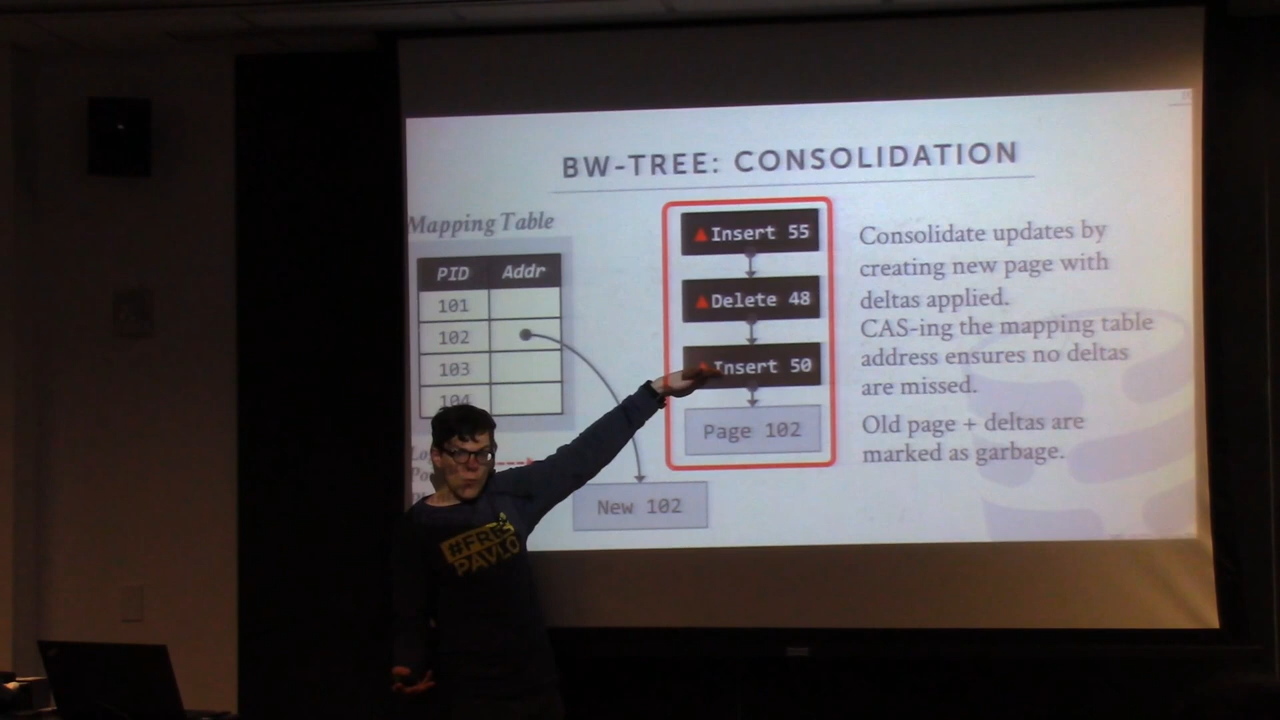 BW-TREE: CONSOLIDATION
Mapping Table
PID Addr
101
102
103
104
▲Insert 55
▲Delete 48
▲Insert 50
Page 102
New 102
Consolidate updates by
creating new page with
deltas applied.
CAS-ing the mapping table
address ensures no deltas
are missed.
Old page + deltas are
marked as garbage.
#FREE
PAVLO